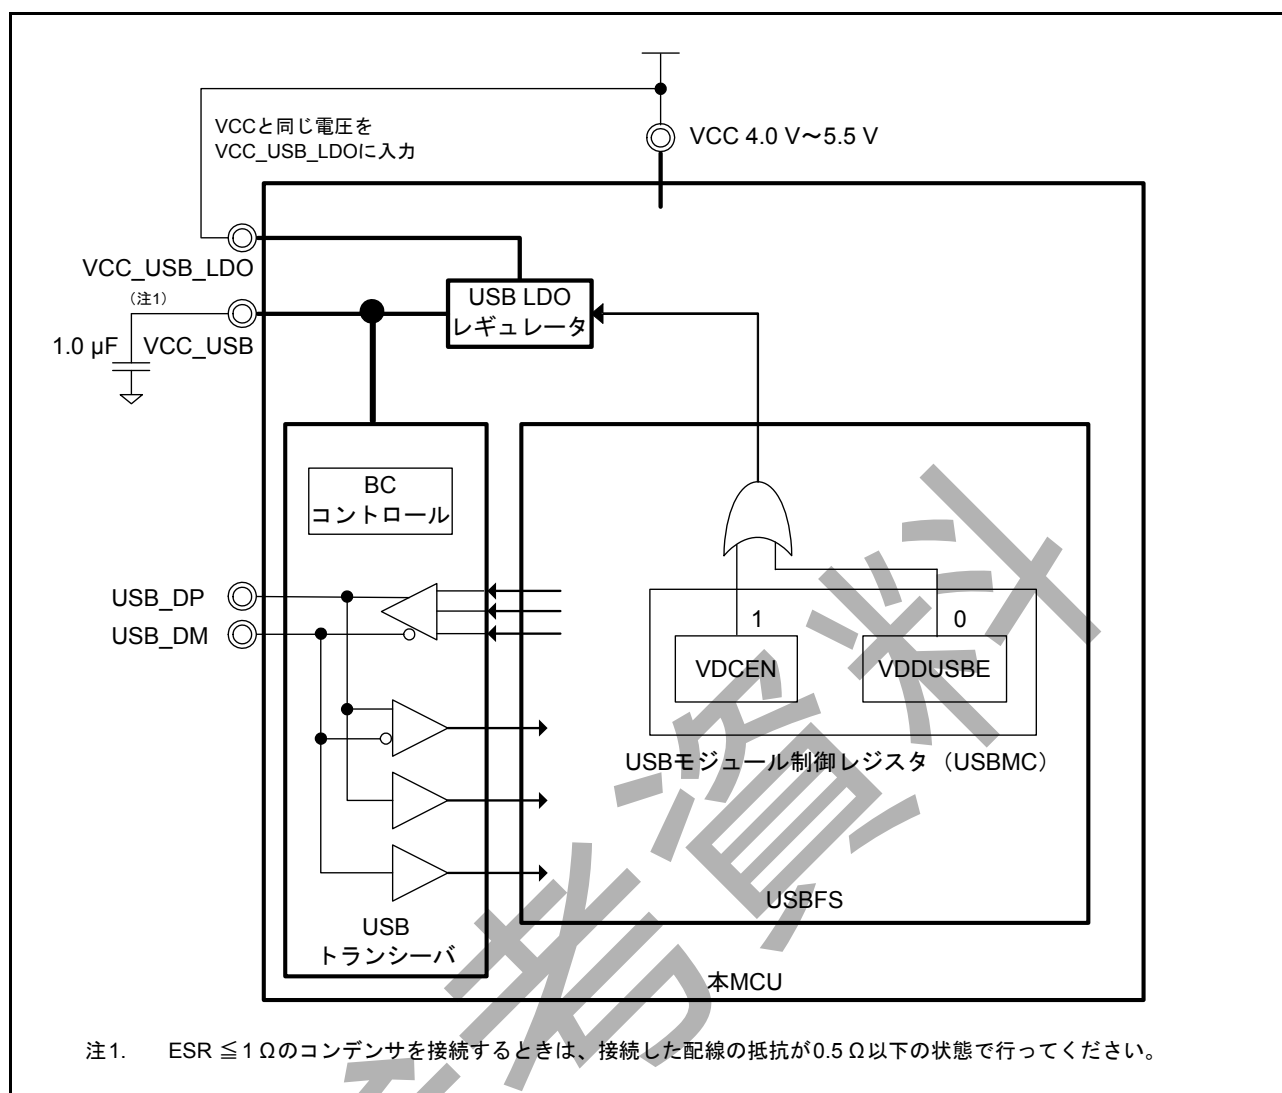 VCCと同じ電圧を
VCC_USB_LDOに入力
VCC 4.0 V～5.5 V
VCC_USB_LDO
（注1）
1.0 µF
VCC_USB
USB LDO
レギュレータ
BC
コントロール
USB_DP
USB_DM
1
0
VDCEN
VDDUSBE
USBモジュール制御レジスタ（USBMC）
USBFS
USB
トランシーバ
本MCU
注1. ESR ≦ 1 Ωのコンデンサを接続するときは、接続した配線の抵抗が0.5 Ω以下の状態で行ってください。
考資料